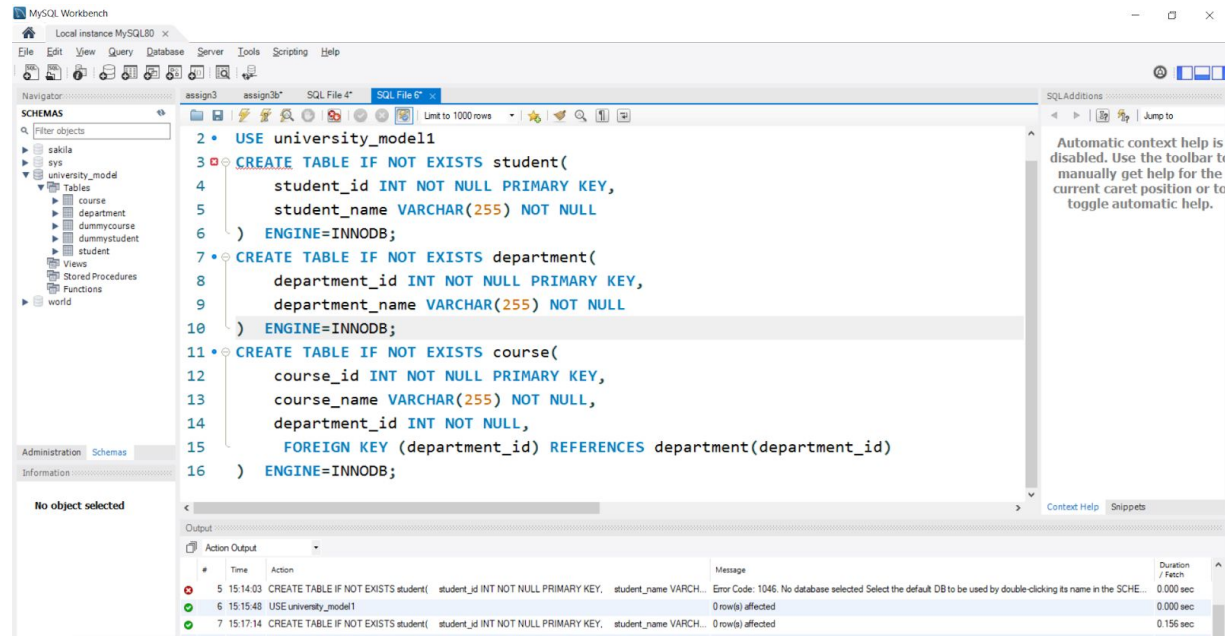 MySQL Workbench
Local instance MySQL80
File Edit View Query Database Server Tools Scripting Help
Navigator
SCHEMAS
Filter objects
sakila
sys
university_model
Tables
course
department
dummycourse
dummystudent
student
Views
Stored Procedures
Functions
world
Administration Schemas
Information
No object selected
assign3 assign3b* SQL File 4* SQL File 6*
Limit to 1000 rows
2 USE university_model1
3 CREATE TABLE IF NOT EXISTS student(
4 student_id INT NOT NULL PRIMARY KEY,
5 student_name VARCHAR(255) NOT NULL
6 ) ENGINE=INNODB;
7 CREATE TABLE IF NOT EXISTS department(
8 department_id INT NOT NULL PRIMARY KEY,
9 department_name VARCHAR(255) NOT NULL
10 ) ENGINE=INNODB;
11 CREATE TABLE IF NOT EXISTS course(
12 course_id INT NOT NULL PRIMARY KEY,
13 course_name VARCHAR(255) NOT NULL,
14 department_id INT NOT NULL,
15 FOREIGN KEY (department_id) REFERENCES department(department_id)
16 ) ENGINE=INNODB;
SQLAdditions
Jump to
Automatic context help is
disabled. Use the toolbar to
manually get help for the
current caret position or to
toggle automatic help.
Context Help Snippets
Output
Action Output
# Time Action Message Duration / Fetch
5 15:14:03 CREATE TABLE IF NOT EXISTS student( student_id INT NOT NULL PRIMARY KEY, student_name VARCH... Error Code: 1046. No database selected Select the default DB to be used by double-clicking its name in the SCHE... 0.000 sec
6 15:15:48 USE university_model1 0 row(s) affected 0.000 sec
7 15:17:14 CREATE TABLE IF NOT EXISTS student( student_id INT NOT NULL PRIMARY KEY, student_name VARCH... 0 row(s) affected 0.156 sec